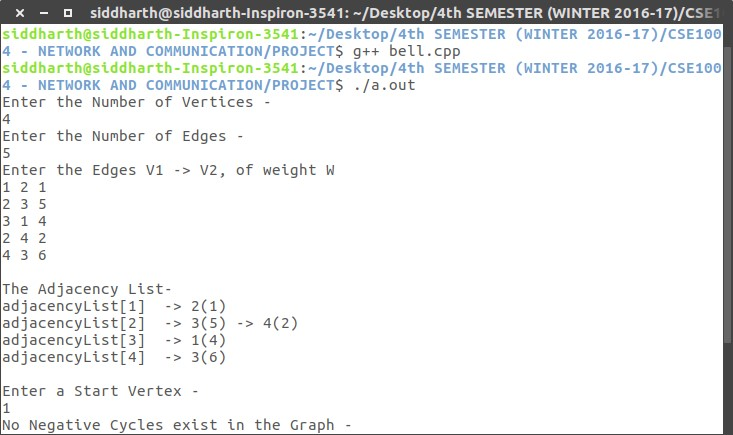 siddharth@siddharth-Inspiron-3541: ~/Desktop/4th SEMESTER (WINTER 2016-17)/CSE1
siddharth@siddharth-Inspiron-3541:~/Desktop/4th SEMESTER (WINTER 2016-17)/CSE100
4 - NETWORK AND COMMUNICATION/PROJECT$ g++ bell.cpp
siddharth@siddharth-Inspiron-3541:~/Desktop/4th SEMESTER (WINTER 2016-17)/CSE100
4 - NETWORK AND COMMUNICATION/PROJECT$ ./a.out
Enter the Number of Vertices -
4
Enter the Number of Edges -
5
Enter the Edges V1 -> V2, of weight W
1 2 1
2 3 5
3 1 4
2 4 2
4 3 6
The Adjacency List-
adjacencyList[1]  -> 2(1)
adjacencyList[2]  -> 3(5) -> 4(2)
adjacencyList[3]  -> 1(4)
adjacencyList[4]  -> 3(6)
Enter a Start Vertex -
1
No Negative Cycles exist in the Graph -